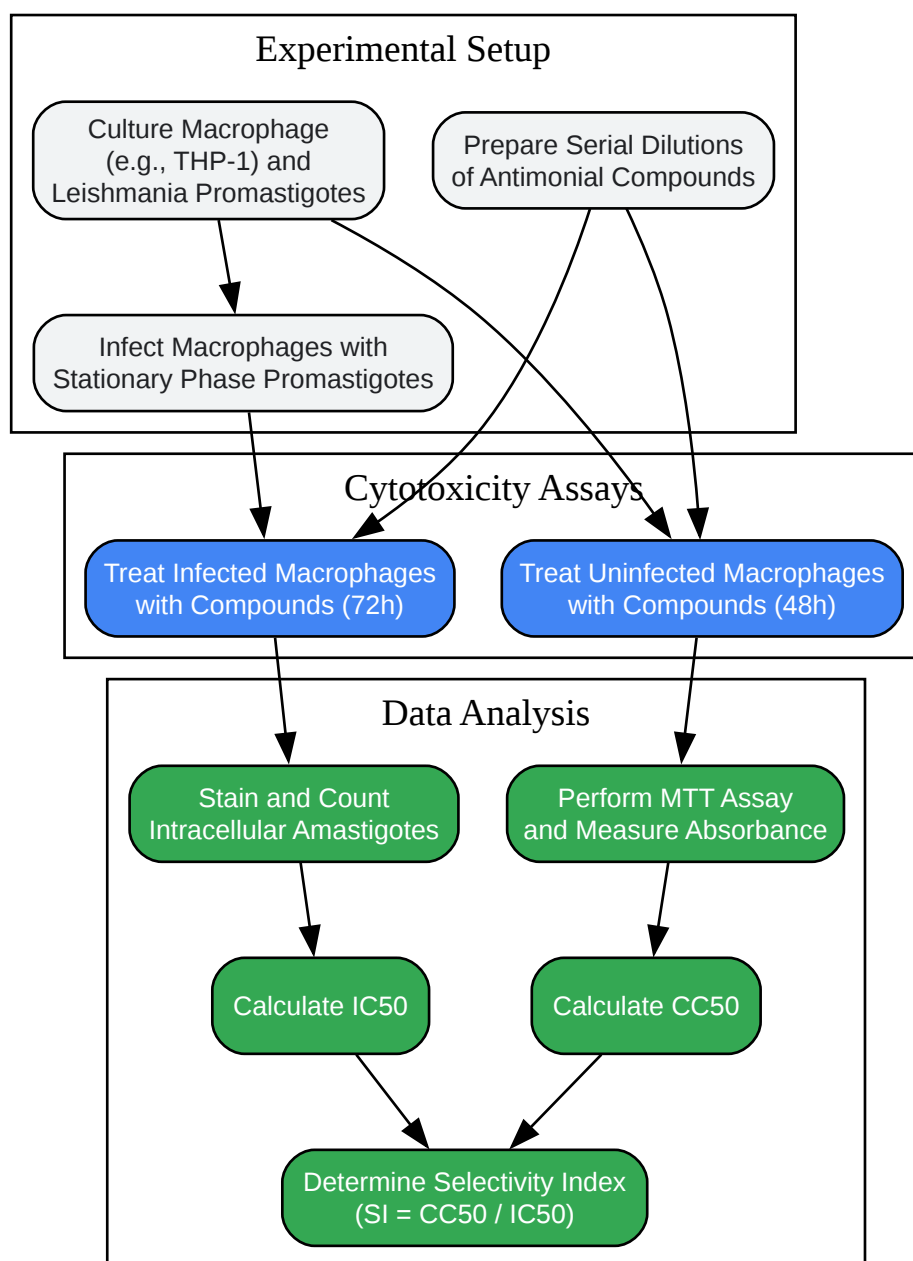 Experimental Setup
Culture Macrophage
(e.g., THP-1) and
Leishmania Promastigotes
Prepare Serial Dilutions
of Antimonial Compounds
Infect Macrophages with
Stationary Phase Promastigotes
Cytotoxicity Assays
Treat Infected Macrophages
with Compounds (72h)
Treat Uninfected Macrophages
with Compounds (48h)
Data Analysis
Stain and Count
Intracellular Amastigotes
Perform MTT Assay
and Measure Absorbance
Calculate IC50
Calculate CC50
Determine Selectivity Index
(SI = CC50 / IC50)